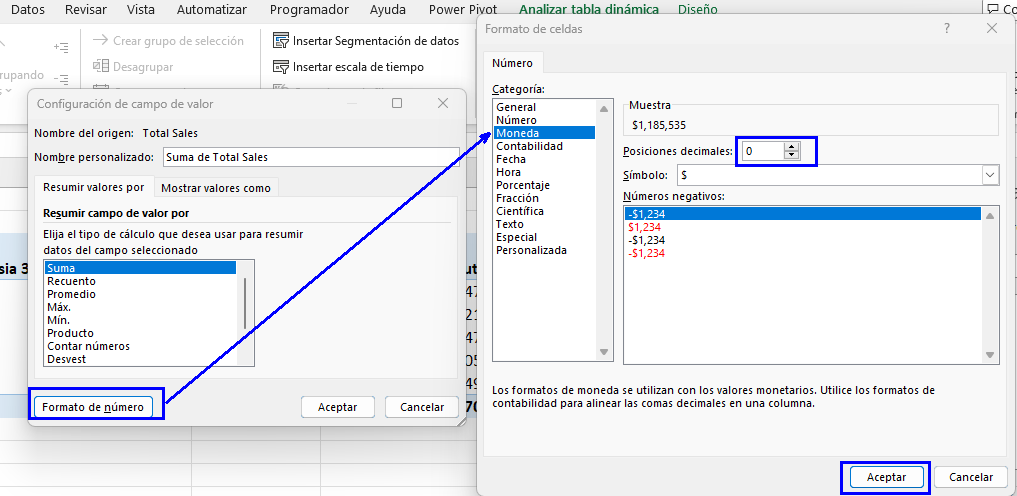 Datos Revisar Vista Automatizar Programador Ayuda Power Pivot Analizar tabla dinámica Diseño
Crear grupo de selección
Desagrupar
Insertar Segmentación de datos
Insertar escala de tiempo
Configuración de campo de valor
Nombre del origen: Total Sales
Nombre personalizado: Suma de Total Sales
Resumir valores por Mostrar valores como
Resumir campo de valor por
Elija el tipo de cálculo que desea usar para resumir
datos del campo seleccionado
Suma
Recuento
Promedio
Máx.
Mín.
Producto
Contar números
Desvest
Formato de número
Aceptar Cancelar
Formato de celdas
?
Número
Categoría:
General
Número
Moneda
Contabilidad
Fecha
Hora
Porcentaje
Fracción
Científica
Texto
Especial
Personalizada
Muestra
$1,185,535
Posiciones decimales: 0
Símbolo: $
Números negativos:
-$1,234
$1,234
-$1,234
-$1,234
Los formatos de moneda se utilizan con los valores monetarios. Utilice los formatos de
contabilidad para alinear las comas decimales en una columna.
Aceptar Cancelar